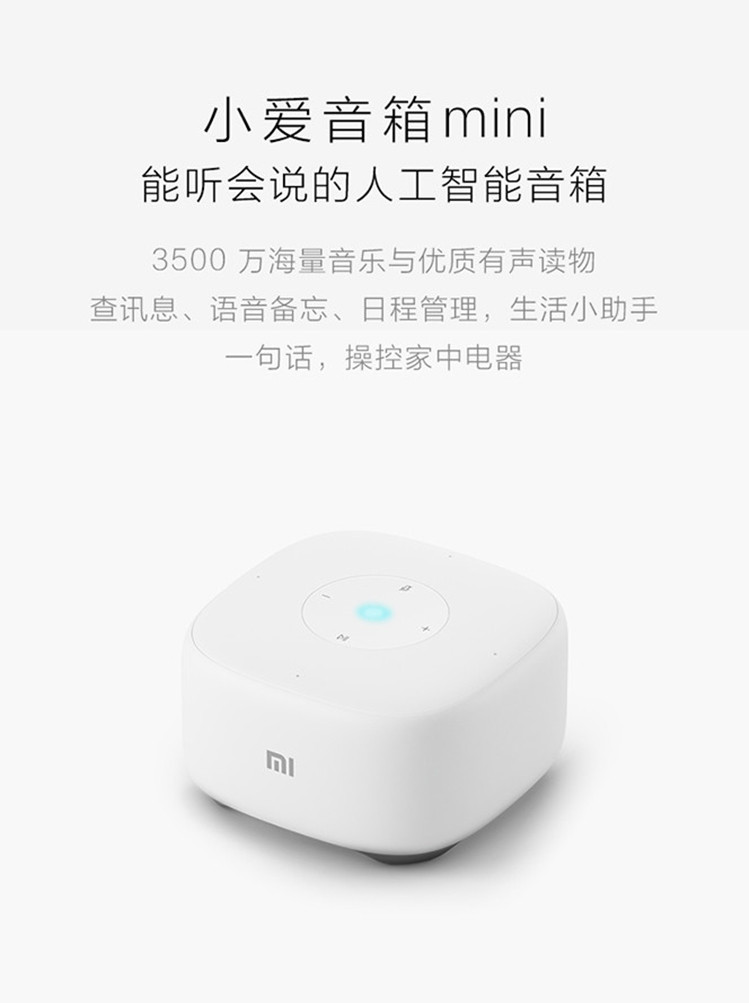 小爱音箱mini
能听会说的人工智能音箱
3500 万海量音乐与优质有声读物
查讯息、语音备忘、日程管理，生活小助手
一句话，操控家中电器
MI